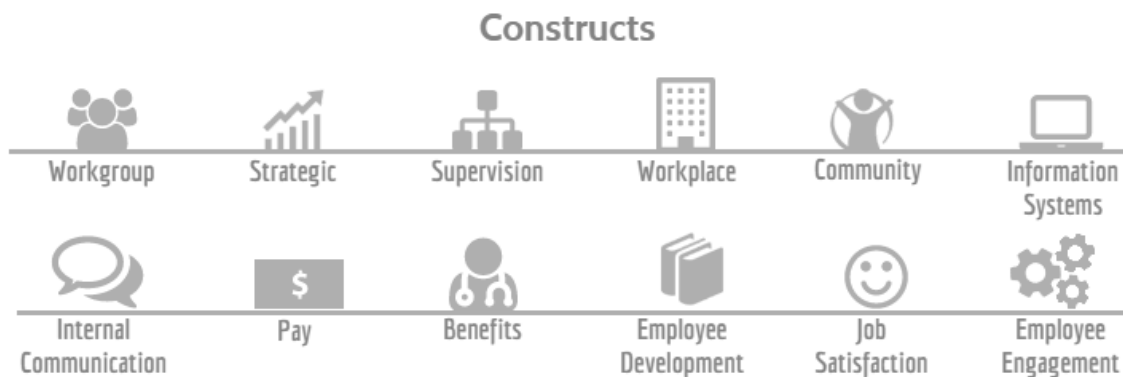 Constructs
Workgroup Strategic Supervision Workplace Community Information
Systems
$
Internal Pay Benefits Employee Job Employee
Communication Development Satisfaction Engagement